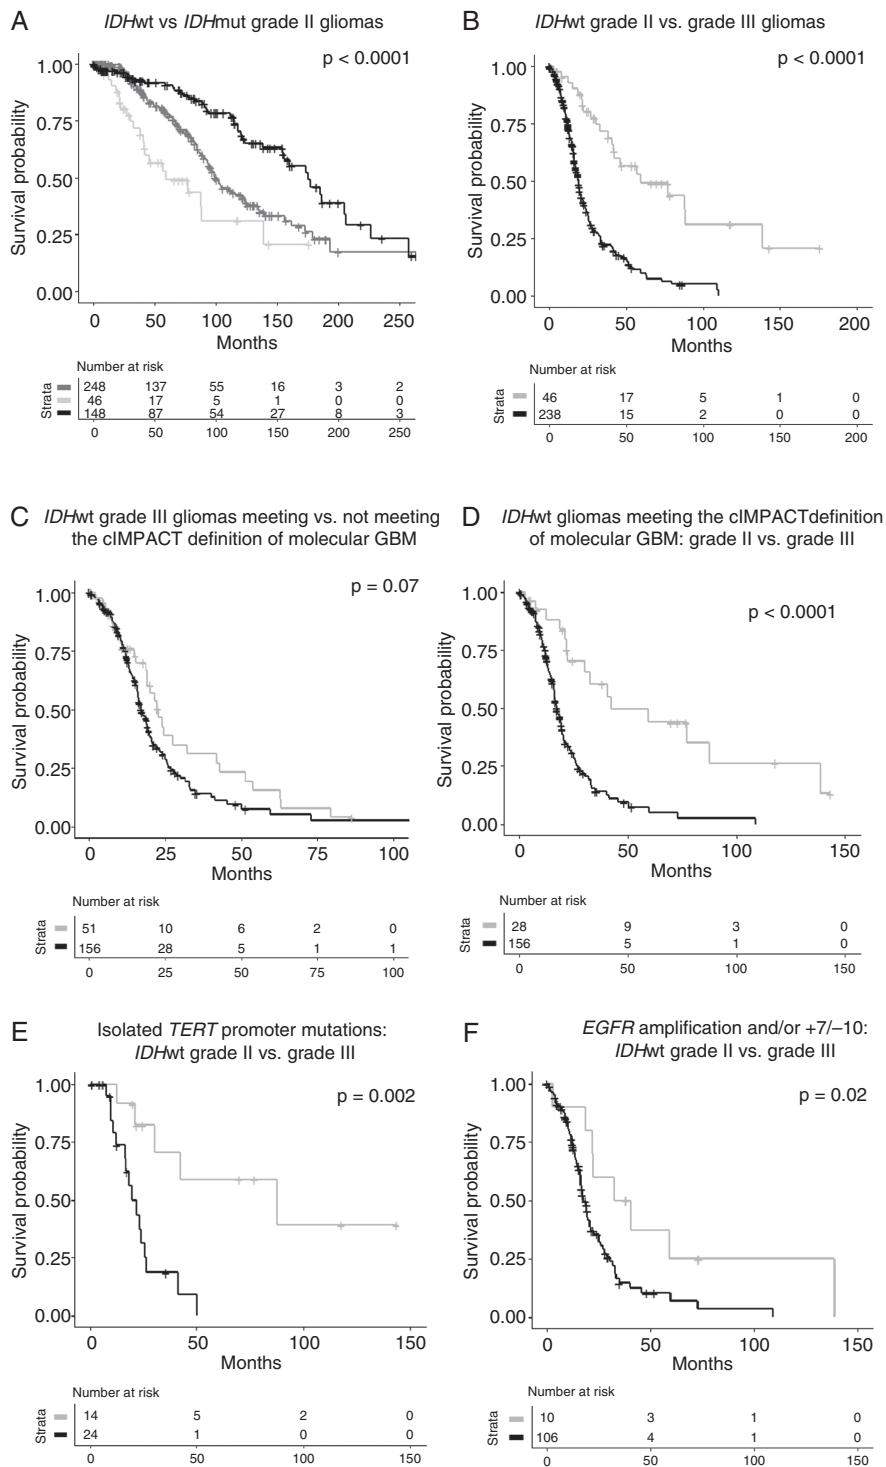 A IDHwt vs IDHmut grade II gliomas
p < 0.0001
Survival probability
1.00
0.75
0.50
0.25
0.00
0 50 100 150 200 250
Months
Number at risk
Strata
248 137 55 16 3 2
46 17 5 1 0 0
148 87 54 27 8 3
0 50 100 150 200 250
B IDHwt grade II vs. grade III gliomas
p < 0.0001
Survival probability
1.00
0.75
0.50
0.25
0.00
0 50 100 150 200
Months
Number at risk
Strata
46 17 5 1 0
238 15 2 0 0
0 50 100 150 200
C IDHwt grade III gliomas meeting vs. not meeting
the cIMPACT definition of molecular GBM
p = 0.07
Survival probability
1.00
0.75
0.50
0.25
0.00
0 25 50 75 100
Months
Number at risk
Strata
51 10 6 2 0
156 28 5 1 1
0 25 50 75 100
D IDHwt gliomas meeting the cIMPACTdefinition
of molecular GBM: grade II vs. grade III
p < 0.0001
Survival probability
1.00
0.75
0.50
0.25
0.00
0 50 100 150
Months
Number at risk
Strata
28 9 3 0
156 5 1 0
0 50 100 150
E Isolated TERT promoter mutations:
IDHwt grade II vs. grade III
p = 0.002
Survival probability
1.00
0.75
0.50
0.25
0.00
0 50 100 150
Months
Number at risk
Strata
14 5 2 0
24 1 0 0
0 50 100 150
F EGFR amplification and/or +7/–10:
IDHwt grade II vs. grade III
p = 0.02
Survival probability
1.00
0.75
0.50
0.25
0.00
0 50 100 150
Months
Number at risk
Strata
10 3 1 0
106 4 1 0
0 50 100 150